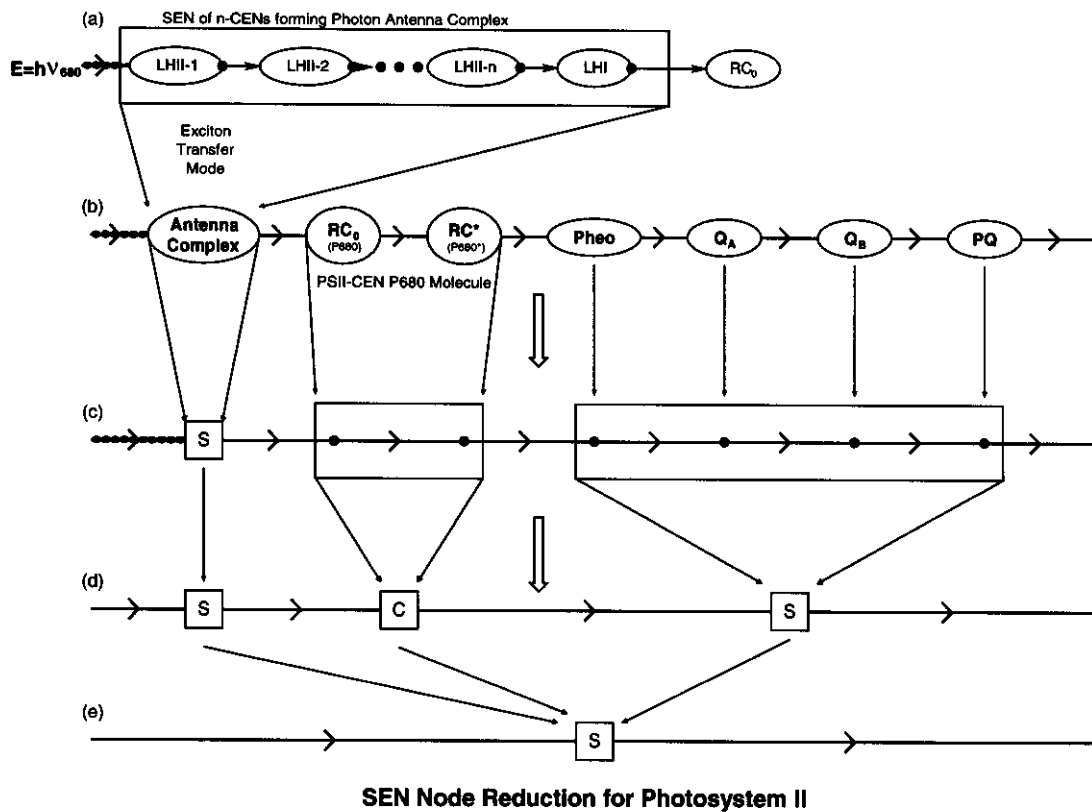 (a)
SEN of n-CENs forming Photon Antenna Complex
E=hν680
LHII-1
LHII-2
LHII-n
LHI
RC0
Exciton
Transfer
Mode
(b)
Antenna
Complex
RC0
(P680)
RC*
(P680*)
Pheo
QA
QB
PQ
PSII-CEN P680 Molecule
(c)
S
(d)
S
C
S
(e)
S
SEN Node Reduction for Photosystem II